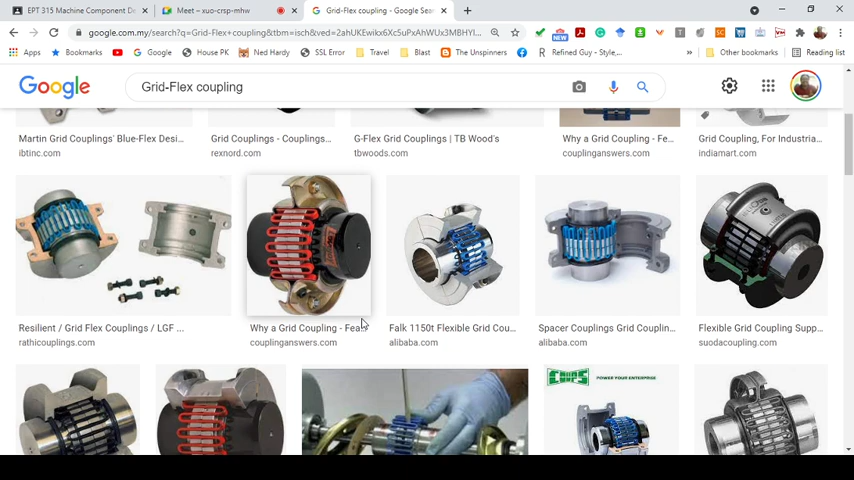 EPT 315 Machine Component De
Meet – xuo-crsp-mhw
Grid-Flex coupling - Google Sear
google.com.my/search?q=Grid-Flex+coupling&tbm=isch&ved=2ahUKEwikx6Xc5uPxAhWUx3MBHYI...
Apps
Bookmarks
Google
House PK
Ned Hardy
SSL Error
Travel
Blast
The Unspinners
Refined Guy – Style,...
Other bookmarks
Reading list
NEW
Google
Grid-Flex coupling
Martin Grid Couplings' Blue-Flex Desi...
Grid Couplings - Couplings...
G-Flex Grid Couplings | TB Wood's
Why a Grid Coupling - Fe...
Grid Coupling, For Industria...
ibtinc.com
rexnord.com
tbwoods.com
couplinganswers.com
indiamart.com
Resilient / Grid Flex Couplings / LGF ...
Why a Grid Coupling - Feat
Falk 1150t Flexible Grid Cou...
Spacer Couplings Grid Couplin...
Flexible Grid Coupling Supp...
rathicouplings.com
couplinganswers.com
alibaba.com
alibaba.com
suodacoupling.com
POWER YOUR ENTERPRISE